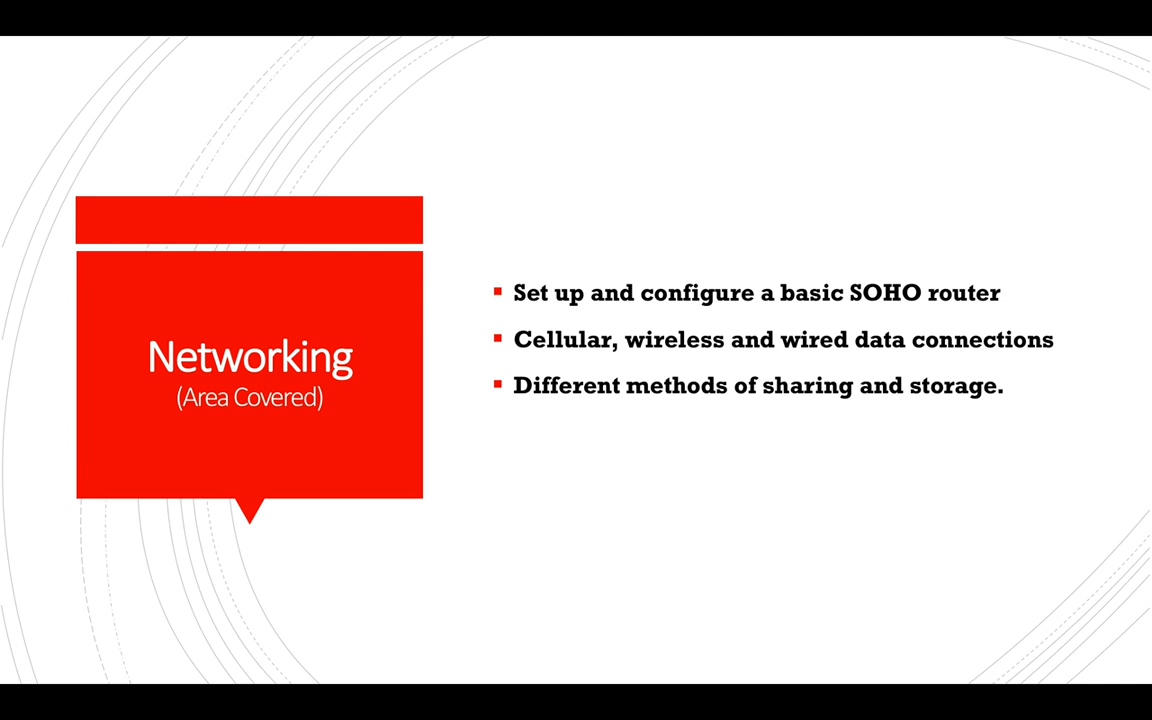 Networking
(Area Covered)
Set up and configure a basic SOHO router
Cellular, wireless and wired data connections
Different methods of sharing and storage.